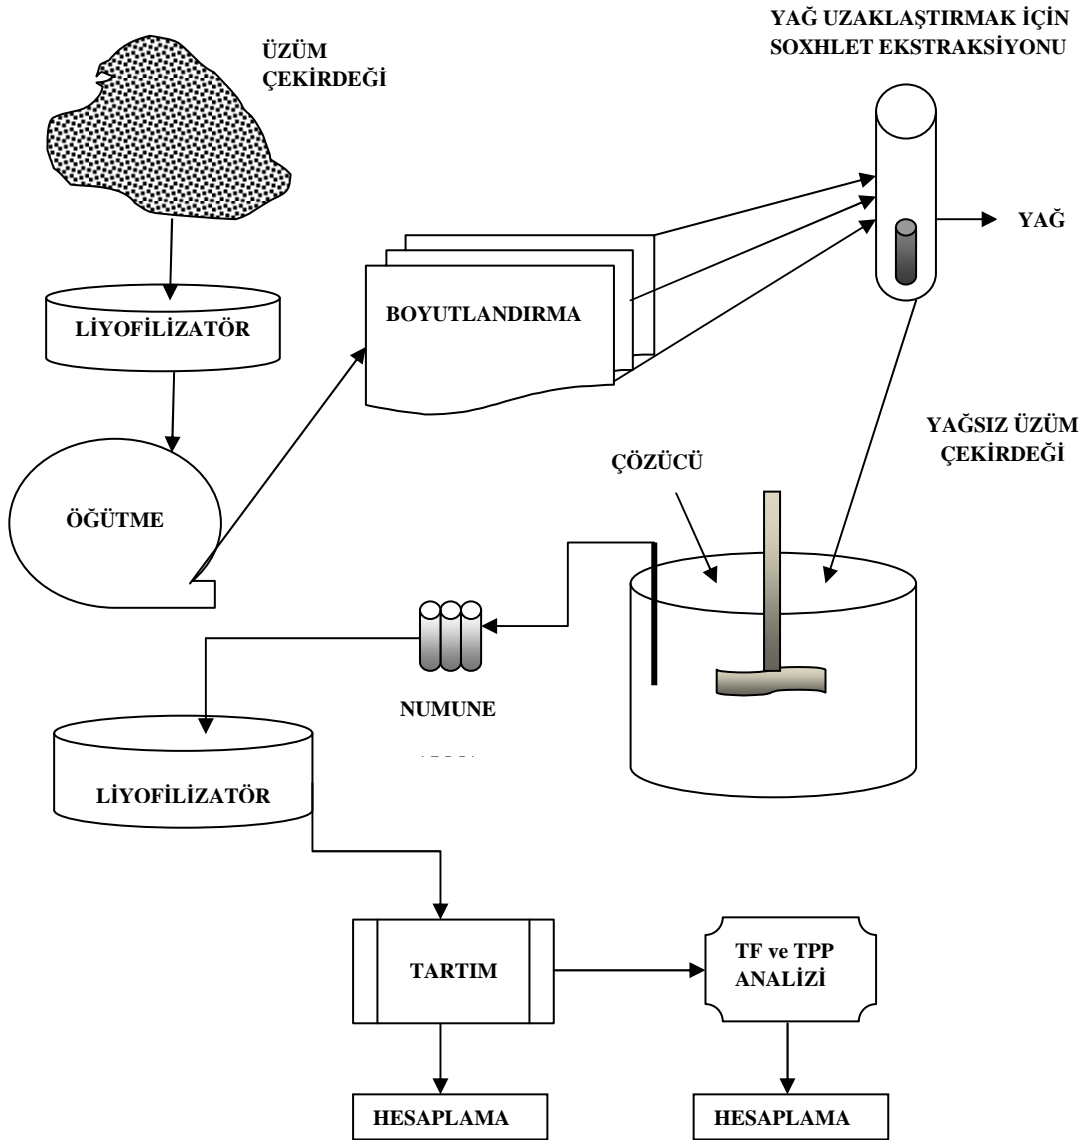 YAĞ UZAKLAŞTIRMAK İÇİN
SOXHLET EKSTRAKSİYONU
ÜZÜM
ÇEKİRDEĞİ
YAĞ
LİYOFİLİZATÖR
BOYUTLANDIRMA
YAĞSIZ ÜZÜM
ÇEKİRDEĞİ
ÇÖZÜCÜ
ÖĞÜTME
NUMUNE
LİYOFİLİZATÖR
TARTIM
TF ve TPP
ANALİZİ
HESAPLAMA
HESAPLAMA